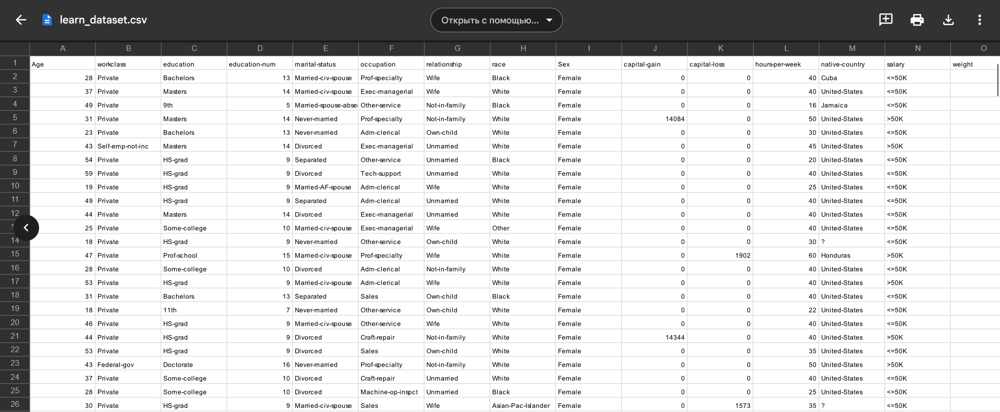 learn_dataset.csv
Открыть с помощью...
A B C D E F G H I J K L M N O
1 Age workclass education education-num marital-status occupation relationship race Sex capital-gain capital-loss hours-per-week native-country salary weight
2 28 Private Bachelors 13 Married-civ-spouse Prof-specialty Wife Black Female 0 0 40 Cuba <=50K
3 37 Private Masters 14 Married-civ-spouse Exec-managerial Wife White Female 0 0 40 United-States <=50K
4 49 Private 9th 5 Married-spouse-abse Other-service Not-in-family Black Female 0 0 16 Jamaica <=50K
5 31 Private Masters 14 Never-married Prof-specialty Not-in-family White Female 14084 0 50 United-States >50K
6 23 Private Bachelors 13 Never-married Adm-clerical Own-child White Female 0 0 30 United-States <=50K
7 43 Self-emp-not-inc Masters 14 Divorced Exec-managerial Unmarried White Female 0 0 45 United-States >50K
8 54 Private HS-grad 9 Separated Other-service Unmarried Black Female 0 0 20 United-States <=50K
9 59 Private HS-grad 9 Divorced Tech-support Unmarried White Female 0 0 40 United-States <=50K
10 19 Private HS-grad 9 Married-AF-spouse Adm-clerical Wife White Female 0 0 25 United-States <=50K
11 49 Private HS-grad 9 Separated Adm-clerical Unmarried White Female 0 0 40 United-States <=50K
12 44 Private Masters 14 Divorced Exec-managerial Unmarried White Female 0 0 40 United-States <=50K
25 Private Some-college 10 Married-civ-spouse Exec-managerial Wife Other Female 0 0 40 United-States <=50K
14 18 Private HS-grad 9 Never-married Other-service Own-child White Female 0 0 30 ? <=50K
15 47 Private Prof-school 15 Married-civ-spouse Prof-specialty Wife White Female 0 1902 60 Honduras >50K
16 28 Private Some-college 10 Divorced Adm-clerical Not-in-family White Female 0 0 40 United-States <=50K
17 53 Private HS-grad 9 Married-civ-spouse Adm-clerical Wife White Female 0 0 40 United-States >50K
18 31 Private Bachelors 13 Separated Sales Own-child Black Female 0 0 40 United-States <=50K
19 18 Private 11th 7 Never-married Other-service Own-child White Female 0 0 22 United-States <=50K
20 46 Private HS-grad 9 Married-civ-spouse Other-service Wife White Female 0 0 40 United-States <=50K
21 44 Private HS-grad 9 Divorced Craft-repair Not-in-family White Female 14344 0 40 United-States >50K
22 53 Private HS-grad 9 Divorced Sales Own-child White Female 0 0 35 United-States <=50K
23 43 Federal-gov Doctorate 16 Never-married Prof-specialty Not-in-family White Female 0 0 50 United-States >50K
24 37 Private Some-college 10 Divorced Craft-repair Unmarried White Female 0 0 40 United-States <=50K
25 28 Private Some-college 10 Divorced Machine-op-inspct Unmarried Black Female 0 0 25 United-States <=50K
26 30 Private HS-grad 9 Married-civ-spouse Sales Wife Asian-Pac-Islander Female 0 1573 35 ? <=50K